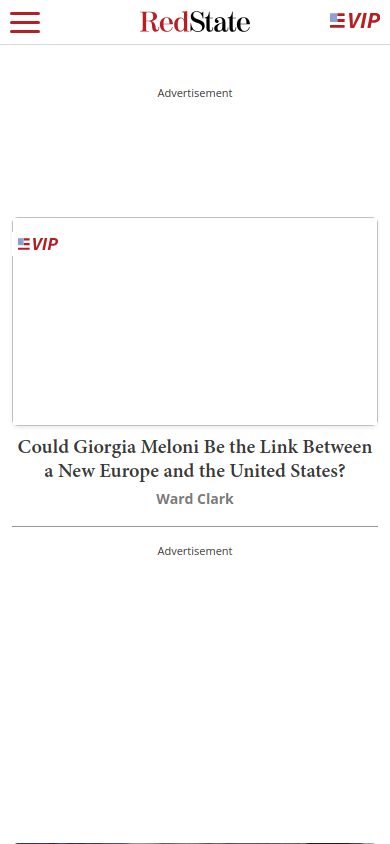 RedState
VIP
Advertisement
VIP
Could Giorgia Meloni Be the Link Between
a New Europe and the United States?
Ward Clark
Advertisement